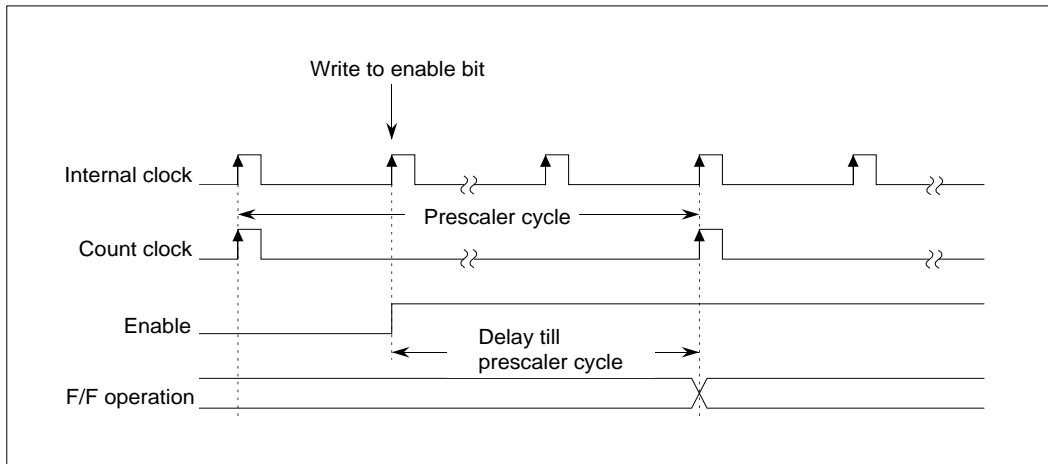 Write to enable bit
Internal clock
Prescaler cycle
Count clock
Enable
Delay till
prescaler cycle
F/F operation